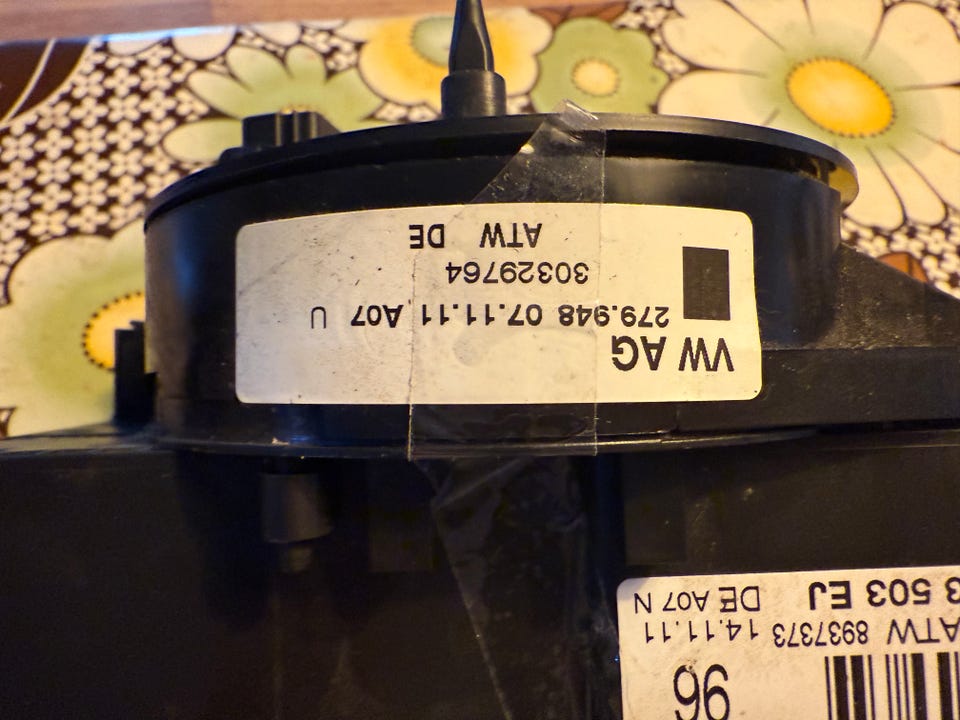 96
ATW 8937373 14.11.11
3 503 EJ DE A07 N
VW AG
279.948 07.11.11 A07 U
30329764
ATW DE